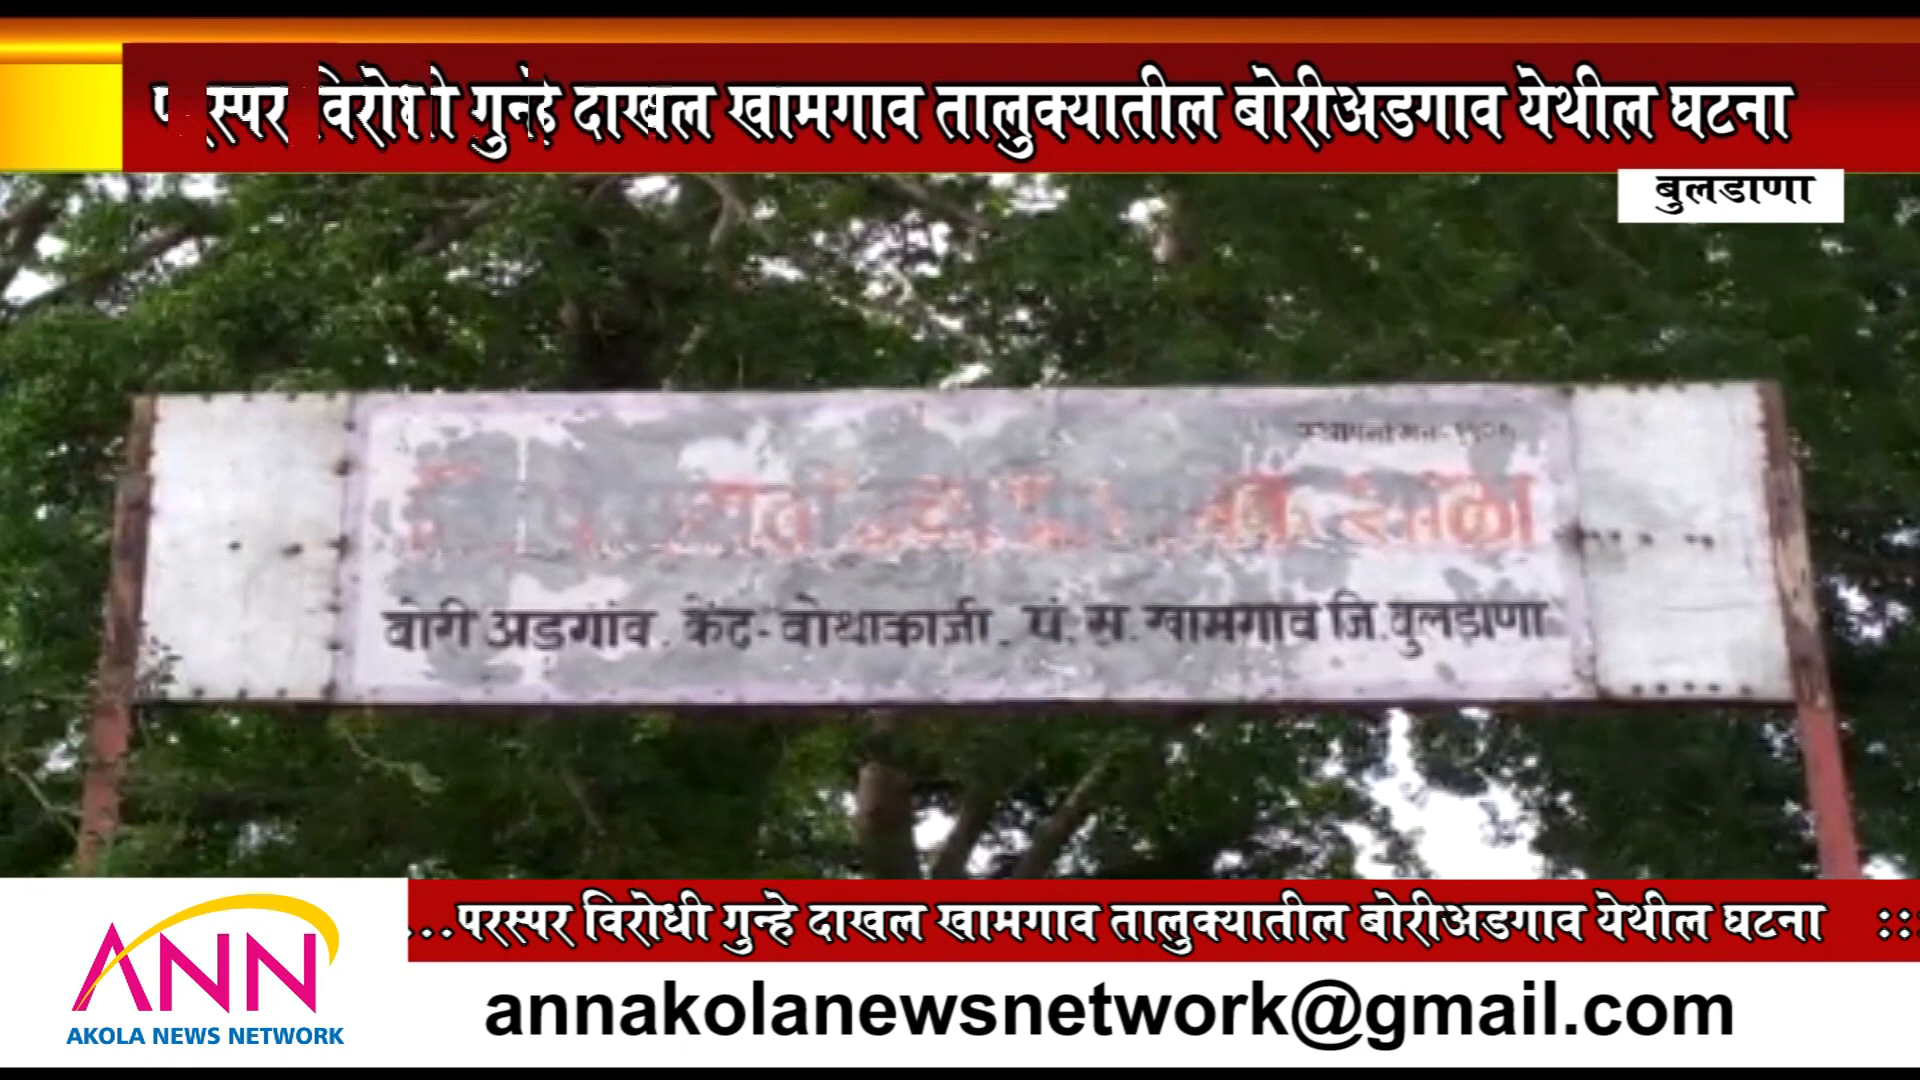 परस्पर विरोधी गुन्हे दाखल खामगाव तालुक्यातील बोरीअडगाव येथील घटना
बुलडाणा
बोरी अडगांव. केंद्र-बोथाकाजी. पं. स. खामगाव जि. बुलडाणा
...परस्पर विरोधी गुन्हे दाखल खामगाव तालुक्यातील बोरीअडगाव येथील घटना ::
ANN
AKOLA NEWS NETWORK
annakolanewsnetwork@gmail.com